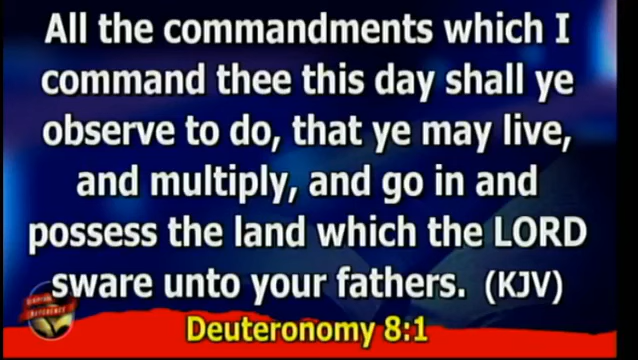 All the commandments which I
command thee this day shall ye
observe to do, that ye may live,
and multiply, and go in and
possess the land which the LORD
sware unto your fathers. (KJV)
REFERENCE
Deuteronomy 8:1